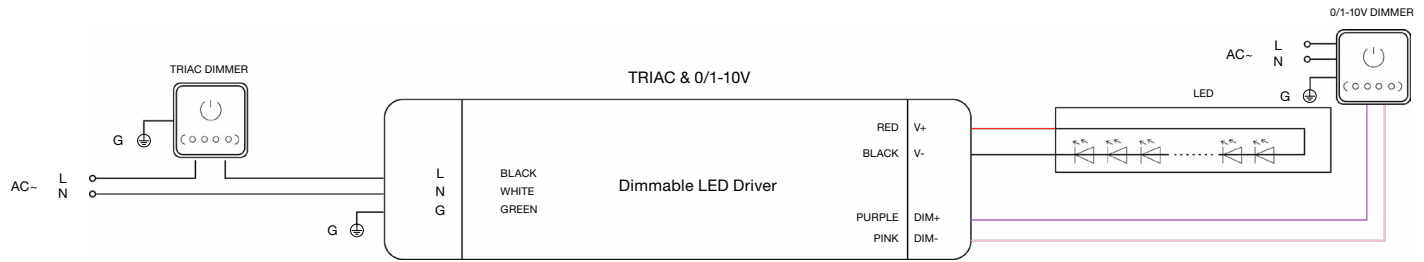 0/1-10V DIMMER
AC~ L
N
G
TRIAC DIMMER
G
TRIAC & 0/1-10V
LED
RED V+
BLACK V-
AC~ L
N
L BLACK
N WHITE
G GREEN
G
Dimmable LED Driver
PURPLE DIM+
PINK DIM-